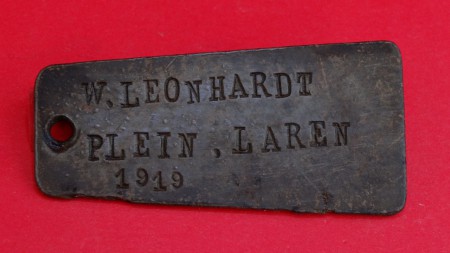 W. LEONHARDT
PLEIN, LAREN
1919